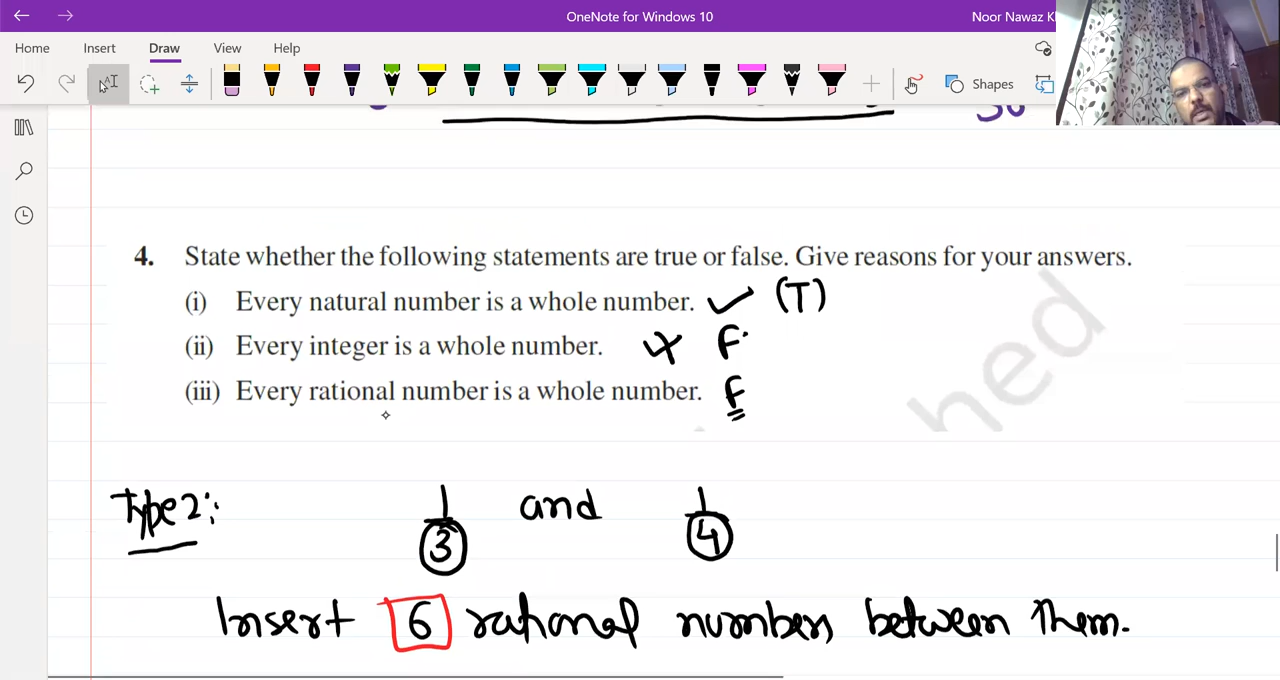 OneNote for Windows 10
Noor Nawaz K
Home Insert Draw View Help
Shapes
4. State whether the following statements are true or false. Give reasons for your answers.
(i) Every natural number is a whole number. (T)
(ii) Every integer is a whole number. F
(iii) Every rational number is a whole number. F
Type 2:
1/3 and 1/4
Insert 6 rational numbers between them.
hed